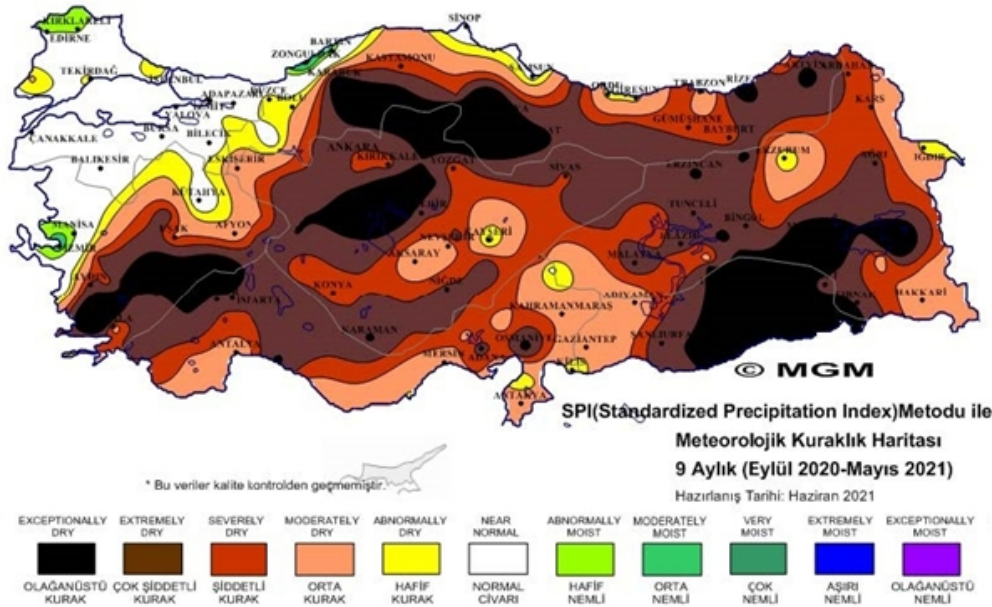 SİNOP
KIRKLARELİ
EDİRNE
BARTIN
ZONGULDAK
KASTAMONU
KARABÜK
TEKİRDAĞ
İSTANBUL
SAMSUN
ADAPAZARI
DÜZCE
BOLU
YALOVA
ORDU
GİRESUN
TRABZON
RİZE
ARTVİN
ARDAHAN
KARS
ÇANAKKALE
BURSA
BİLECİK
GÜMÜŞHANE
BAYBURT
BALIKESİR
ESKİŞEHİR
ANKARA
KIRIKKALE
YOZGAT
SİVAS
ERZİNCAN
ERZURUM
AĞRI
IĞDIR
KÜTAHYA
TUNCELİ
BİNGÖL
MANİSA
İZMİR
UŞAK
AFYON
NEVŞEHİR
KAYSERİ
AKSARAY
ELAZIĞ
MALATYA
AYDIN
ISPARTA
KONYA
NİĞDE
KAHRAMANMARAŞ
ADIYAMAN
HAKKARİ
ANTALYA
KARAMAN
MERSİN
ADANA
OSMANİYE
GAZİANTEP
ŞANLIURFA
KİLİS
ANTAKYA
© MGM
SPI(Standardized Precipitation Index)Metodu ile
Meteorolojik Kuraklık Haritası
9 Aylık (Eylül 2020-Mayıs 2021)
Hazırlanış Tarihi: Haziran 2021
* Bu veriler kalite kontrolden geçmemiştir.
EXCEPTIONALLY DRY
EXTREMELY DRY
SEVERELY DRY
MODERATELY DRY
ABNORMALLY DRY
NEAR NORMAL
ABNORMALLY MOIST
MODERATELY MOIST
VERY MOIST
EXTREMELY MOIST
EXCEPTIONALLY MOIST
OLAĞANÜSTÜ KURAK
ÇOK ŞİDDETLİ KURAK
ŞİDDETLİ KURAK
ORTA KURAK
HAFİF KURAK
NORMAL CİVARI
HAFİF NEMLİ
ORTA NEMLİ
ÇOK NEMLİ
AŞIRI NEMLİ
OLAĞANÜSTÜ NEMLİ